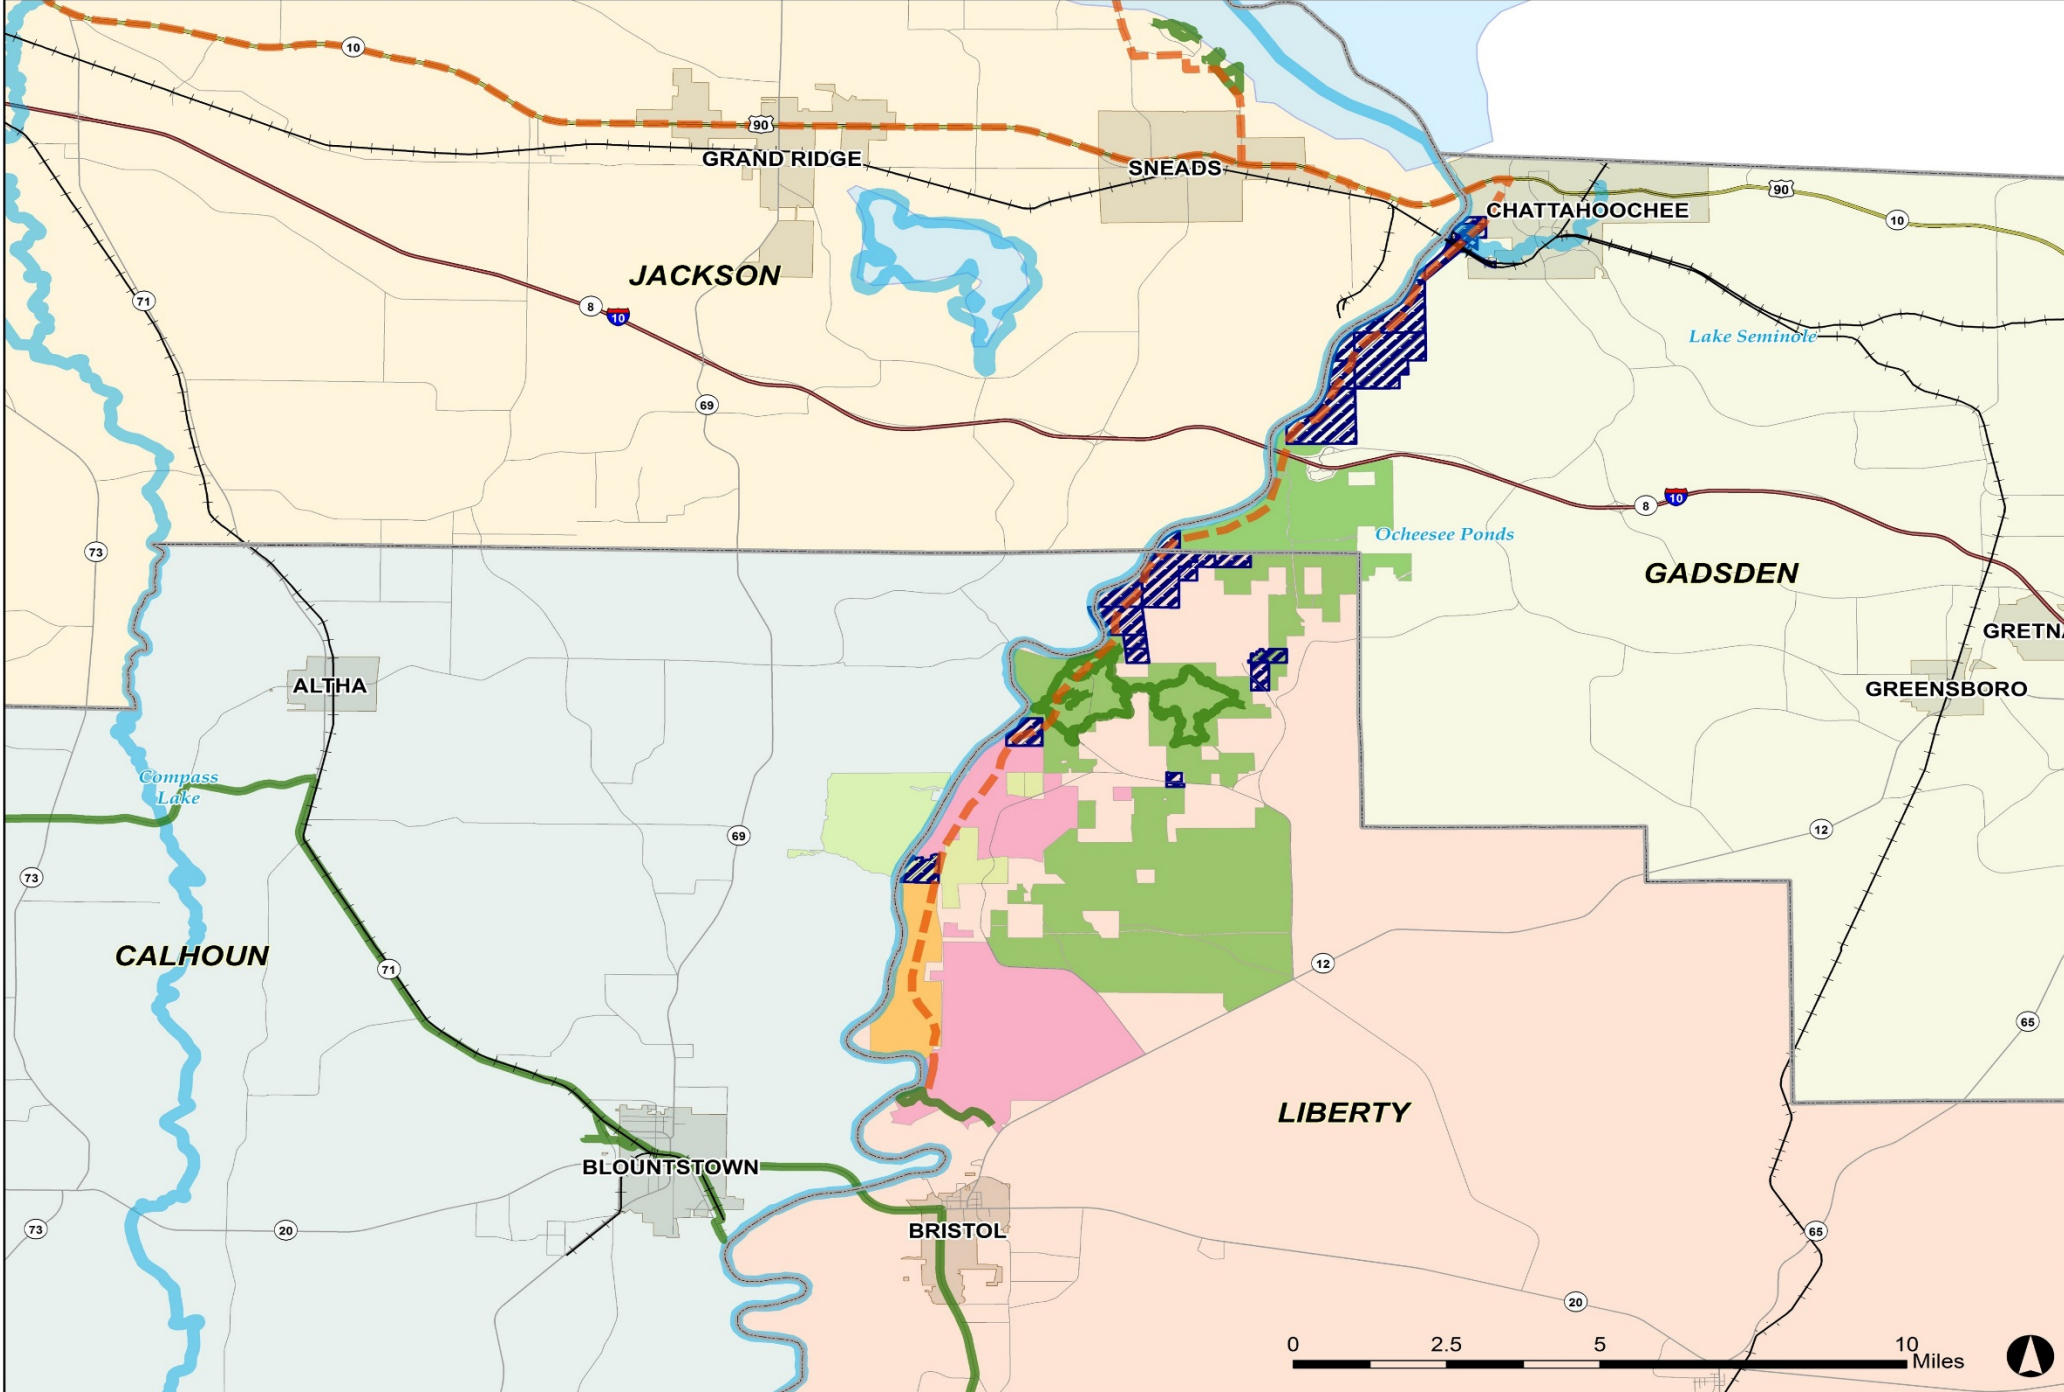 10
90
GRAND RIDGE
SNEADS
90
CHATTAHOOCHEE
10
JACKSON
71
8
10
Lake Seminole
69
8
10
73
Ocheesee Ponds
GADSDEN
GRETN
ALTHA
GREENSBORO
Compass
Lake
69
12
73
CALHOUN
71
12
65
LIBERTY
BLOUNTSTOWN
73
20
BRISTOL
65
20
0 2.5 5 10
Miles